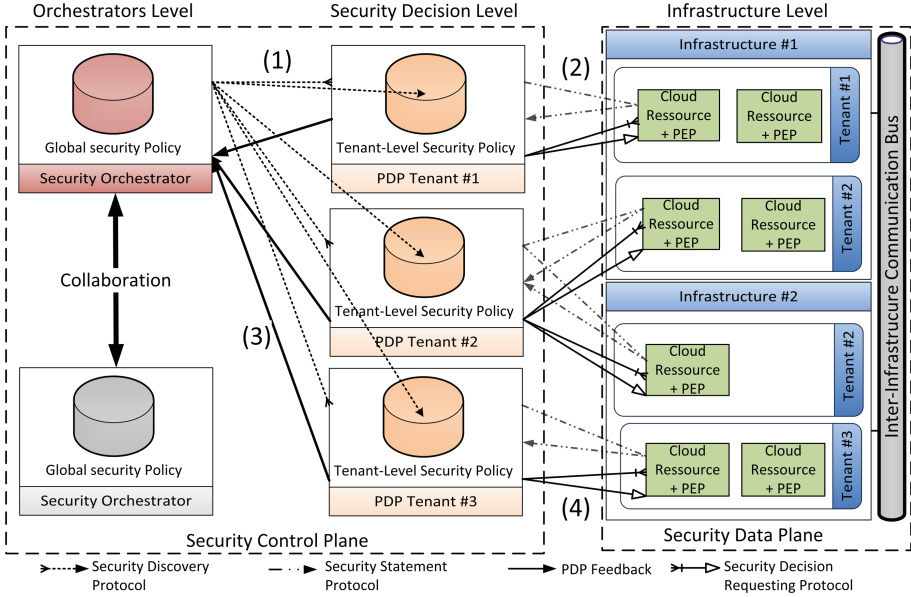 Orchestrators Level
Security Decision Level
Infrastructure Level
(1)
(2)
(3)
(4)
Global security Policy
Security Orchestrator
Collaboration
Global security Policy
Security Orchestrator
Tenant-Level Security Policy
PDP Tenant #1
Tenant-Level Security Policy
PDP Tenant #2
Tenant-Level Security Policy
PDP Tenant #3
Security Control Plane
Infrastructure #1
Cloud
Ressource
+ PEP
Cloud
Ressource
+ PEP
Tenant #1
Cloud
Ressource
+ PEP
Cloud
Ressource
+ PEP
Tenant #2
Infrastructure #2
Cloud
Ressource
+ PEP
Tenant #2
Cloud
Ressource
+ PEP
Cloud
Ressource
+ PEP
Tenant #3
Security Data Plane
Inter-Infrastrucure Communication Bus
Security Discovery
Protocol
Security Statement
Protocol
PDP Feedback
Security Decision
Requesting Protocol